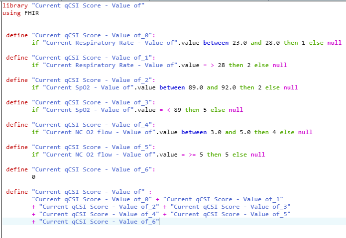 library "Current qCSI Score - Value of"
using FHIR
define "Current qCSI Score - Value of_0":
if "Current Respiratory Rate - Value of".value between 23.0 and 28.0 then 1 else null
define "Current qCSI Score - Value of_1":
if "Current Respiratory Rate - Value of".value = > 28 then 2 else null
define "Current qCSI Score - Value of_2":
if "Current SpO2 - Value of".value between 89.0 and 92.0 then 2 else null
define "Current qCSI Score - Value of_3":
if "Current SpO2 - Value of".value = < 89 then 5 else null
define "Current qCSI Score - Value of_4":
if "Current NC O2 flow - Value of".value between 3.0 and 5.0 then 4 else null
define "Current qCSI Score - Value of_5":
if "Current NC O2 flow - Value of".value = >= 5 then 5 else null
define "Current qCSI Score - Value of_6":
0
define "Current qCSI Score - Value of" :
"Current qCSI Score - Value of_0" + "Current qCSI Score - Value of_1"
+ "Current qCSI Score - Value of_2" + "Current qCSI Score - Value of_3"
+ "Current qCSI Score - Value of_4" + "Current qCSI Score - Value of_5"
+ "Current qCSI Score - Value of_6"